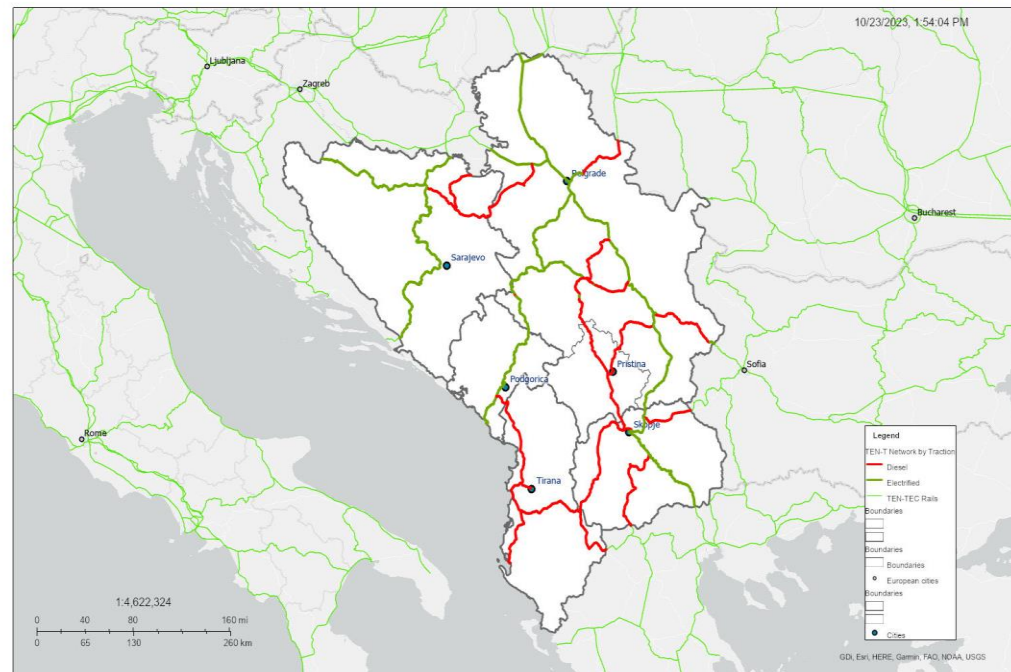 10/23/2023, 1:54:04 PM
Ljubljana
Zagreb
Belgrade
Bucharest
Sarajevo
Pristina
Sofia
Podgorica
Skopje
Rome
Tirana
Legend
TEN-T Network by Traction
Diesel
Electrified
TEN-TEC Rails
Boundaries
Boundaries
Boundaries
European cities
Boundaries
Cities
1:4,622,324
0 40 80 160 mi
0 65 130 260 km
GDi, Esri, HERE, Garmin, FAO, NOAA, USGS